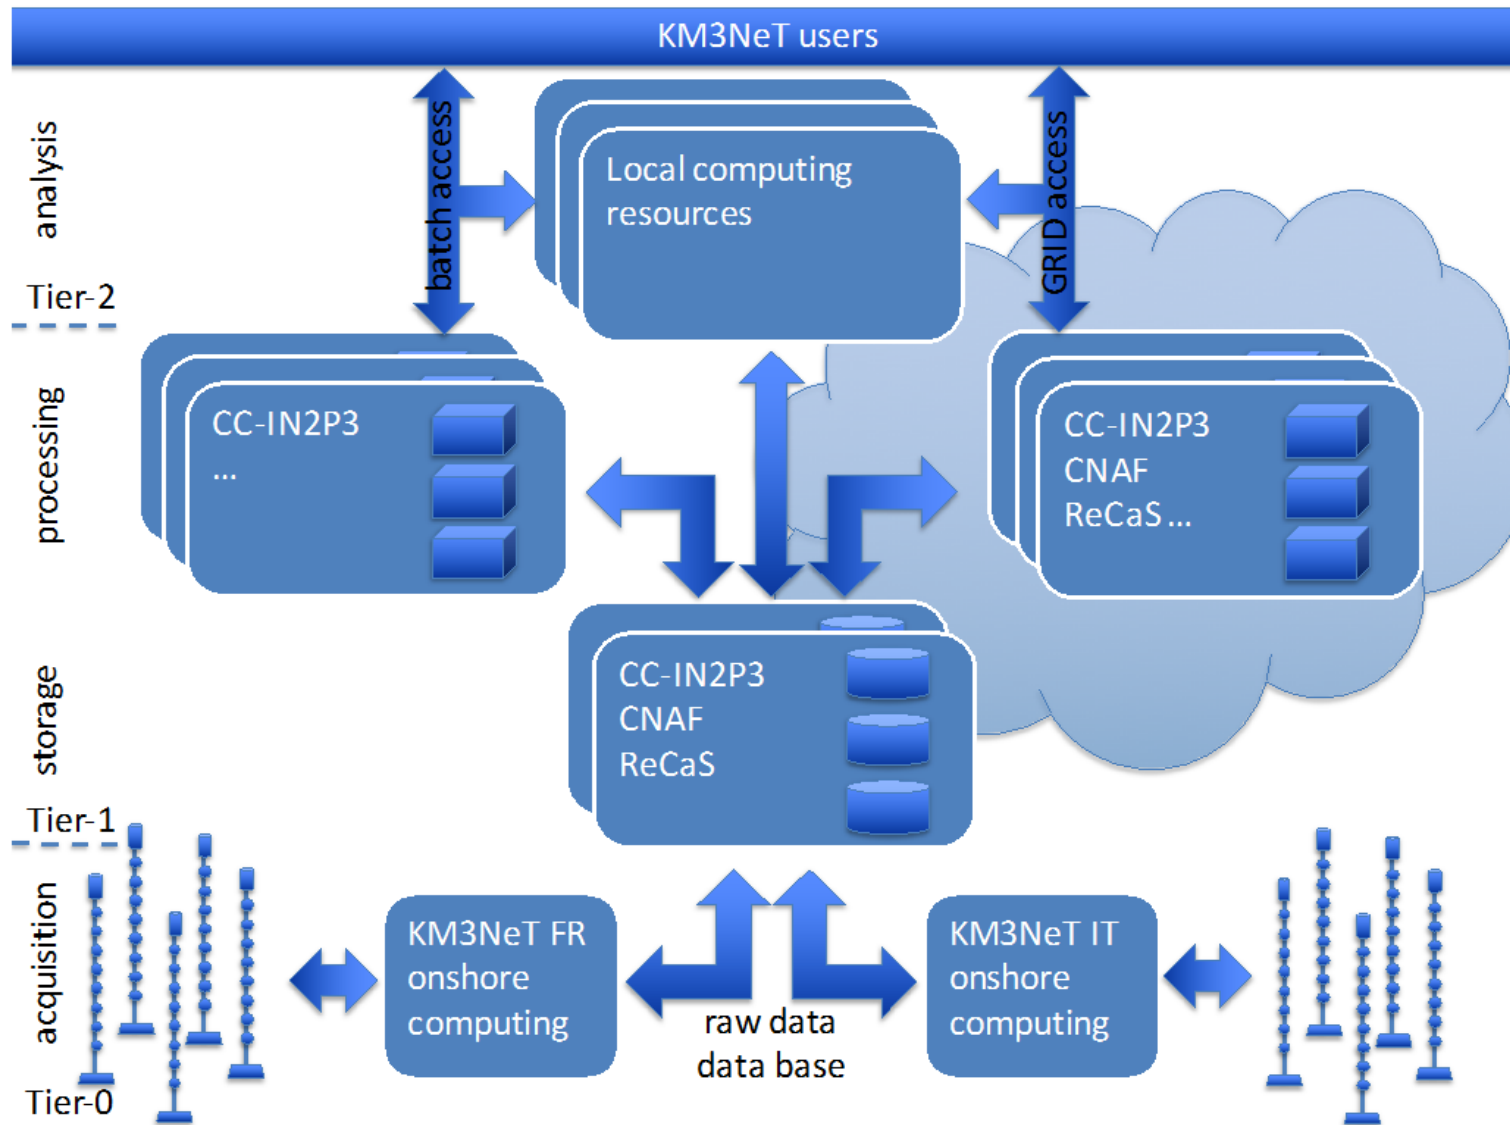 KM3NeT users
analysis
batch access
Local computing
resources
GRID access
Tier-2
processing
CC-IN2P3
...
CC-IN2P3
CNAF
ReCaS ...
storage
CC-IN2P3
CNAF
ReCaS
Tier-1
acquisition
KM3NeT FR
onshore
computing
raw data
data base
KM3NeT IT
onshore
computing
Tier-0